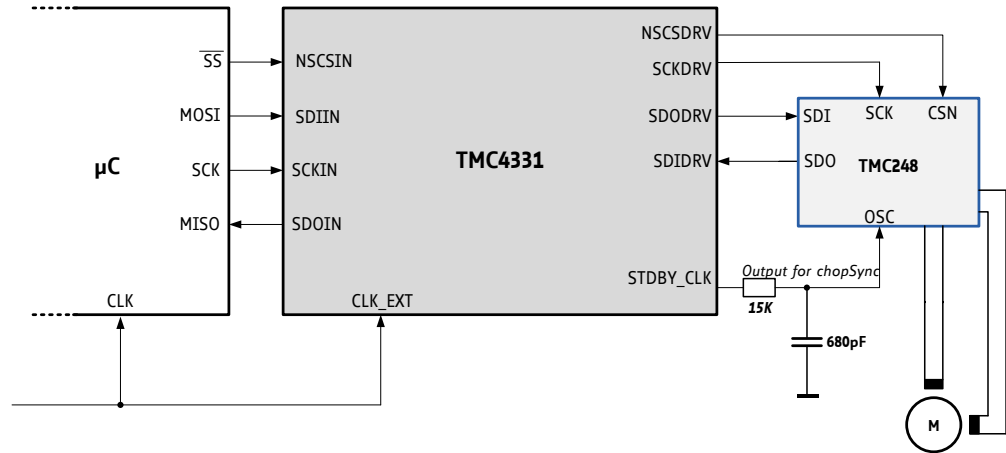 NSCSDRV
SS NSCSIN
SCKDRV
MOSI SDIIN SDODRV SDI SCK CSN
µC SCK SCKIN TMC4331 SDIDRV SDO TMC248
MISO SDOIN OSC
STDBY_CLK Output for chopSync
CLK CLK_EXT 15K
680pF
M